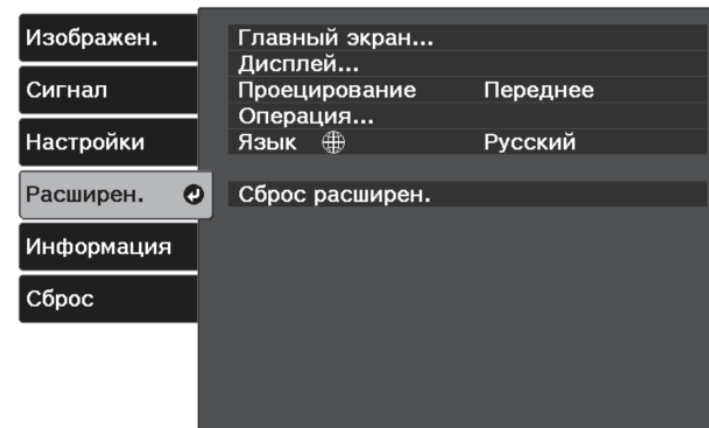 Изображен.
Сигнал
Настройки
Расширен.
Информация
Сброс
Главный экран...
Дисплей...
Проецирование Переднее
Операция...
Язык Русский
Сброс расширен.